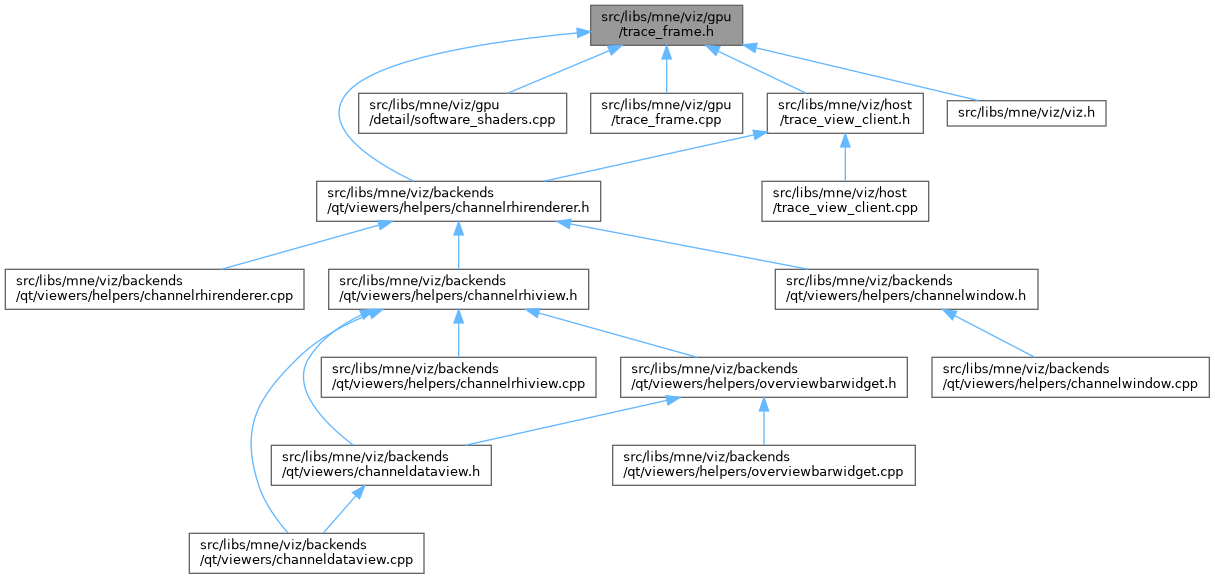 src/libs/mne/viz/gpu
/trace_frame.h
src/libs/mne/viz/gpu
/detail/software_shaders.cpp
src/libs/mne/viz/gpu
/trace_frame.cpp
src/libs/mne/viz/host
/trace_view_client.h
src/libs/mne/viz/viz.h
src/libs/mne/viz/backends
/qt/viewers/helpers/channelrhirenderer.h
src/libs/mne/viz/host
/trace_view_client.cpp
src/libs/mne/viz/backends
/qt/viewers/helpers/channelrhirenderer.cpp
src/libs/mne/viz/backends
/qt/viewers/helpers/channelrhiview.h
src/libs/mne/viz/backends
/qt/viewers/helpers/channelwindow.h
src/libs/mne/viz/backends
/qt/viewers/helpers/channelrhiview.cpp
src/libs/mne/viz/backends
/qt/viewers/helpers/overviewbarwidget.h
src/libs/mne/viz/backends
/qt/viewers/helpers/channelwindow.cpp
src/libs/mne/viz/backends
/qt/viewers/channeldataview.h
src/libs/mne/viz/backends
/qt/viewers/helpers/overviewbarwidget.cpp
src/libs/mne/viz/backends
/qt/viewers/channeldataview.cpp